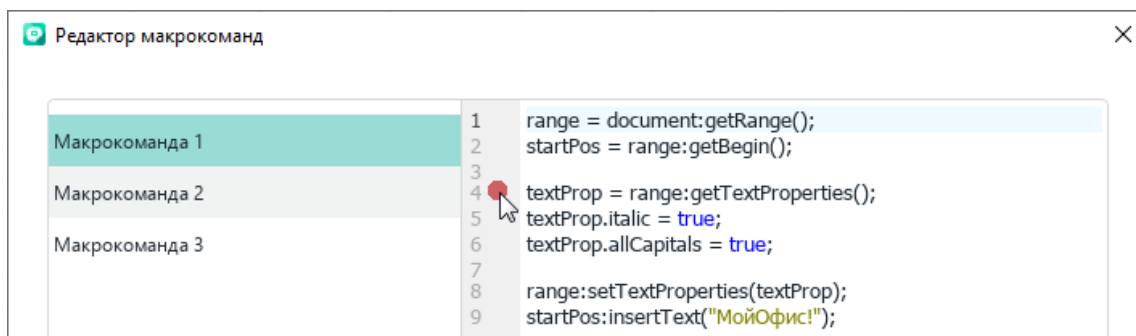 Редактор макрокоманд
Макрокоманда 1
Макрокоманда 2
Макрокоманда 3
1 range = document:getRange();
2 startPos = range:getBegin();
3
4 textProp = range:getTextProperties();
5 textProp.italic = true;
6 textProp.allCapitals = true;
7
8 range:setTextProperties(textProp);
9 startPos:insertText("МойОфис!");